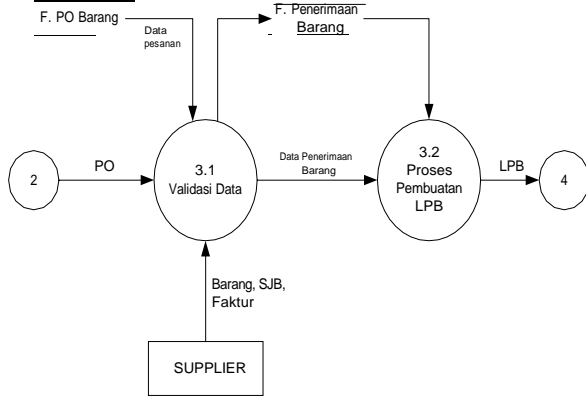 F. PO Barang
Data
pesanan
F. Penerimaan
Barang
2
PO
3.1
Validasi Data
Data Penerimaan
Barang
3.2
Proses
Pembuatan
LPB
LPB
4
Barang, SJB,
Faktur
SUPPLIER